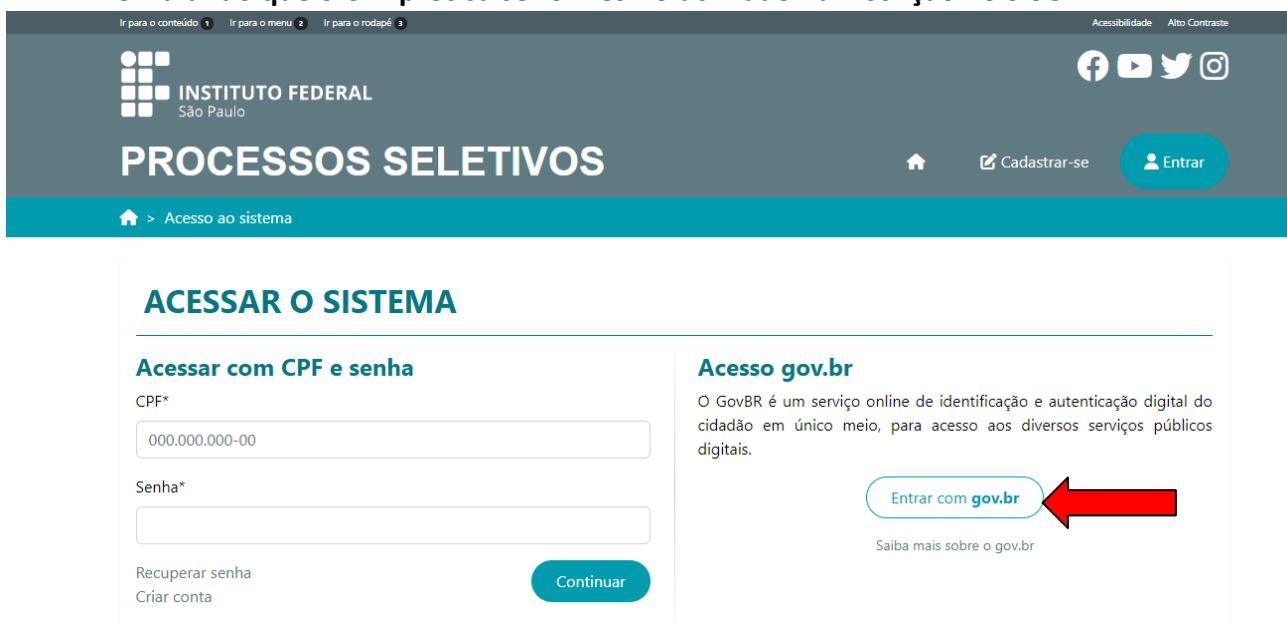 Ir para o conteúdo 1 Ir para o menu 2 Ir para o rodapé 3 Acessibilidade Alto Contraste
INSTITUTO FEDERAL
São Paulo
PROCESSOS SELETIVOS
Cadastrar-se Entrar
> Acesso ao sistema
ACESSAR O SISTEMA
Acessar com CPF e senha
CPF*
000.000.000-00
Senha*
Recuperar senha
Criar conta
Continuar
Acesso gov.br
O GovBR é um serviço online de identificação e autenticação digital do
cidadão em único meio, para acesso aos diversos serviços públicos
digitais.
Entrar com gov.br
Saiba mais sobre o gov.br